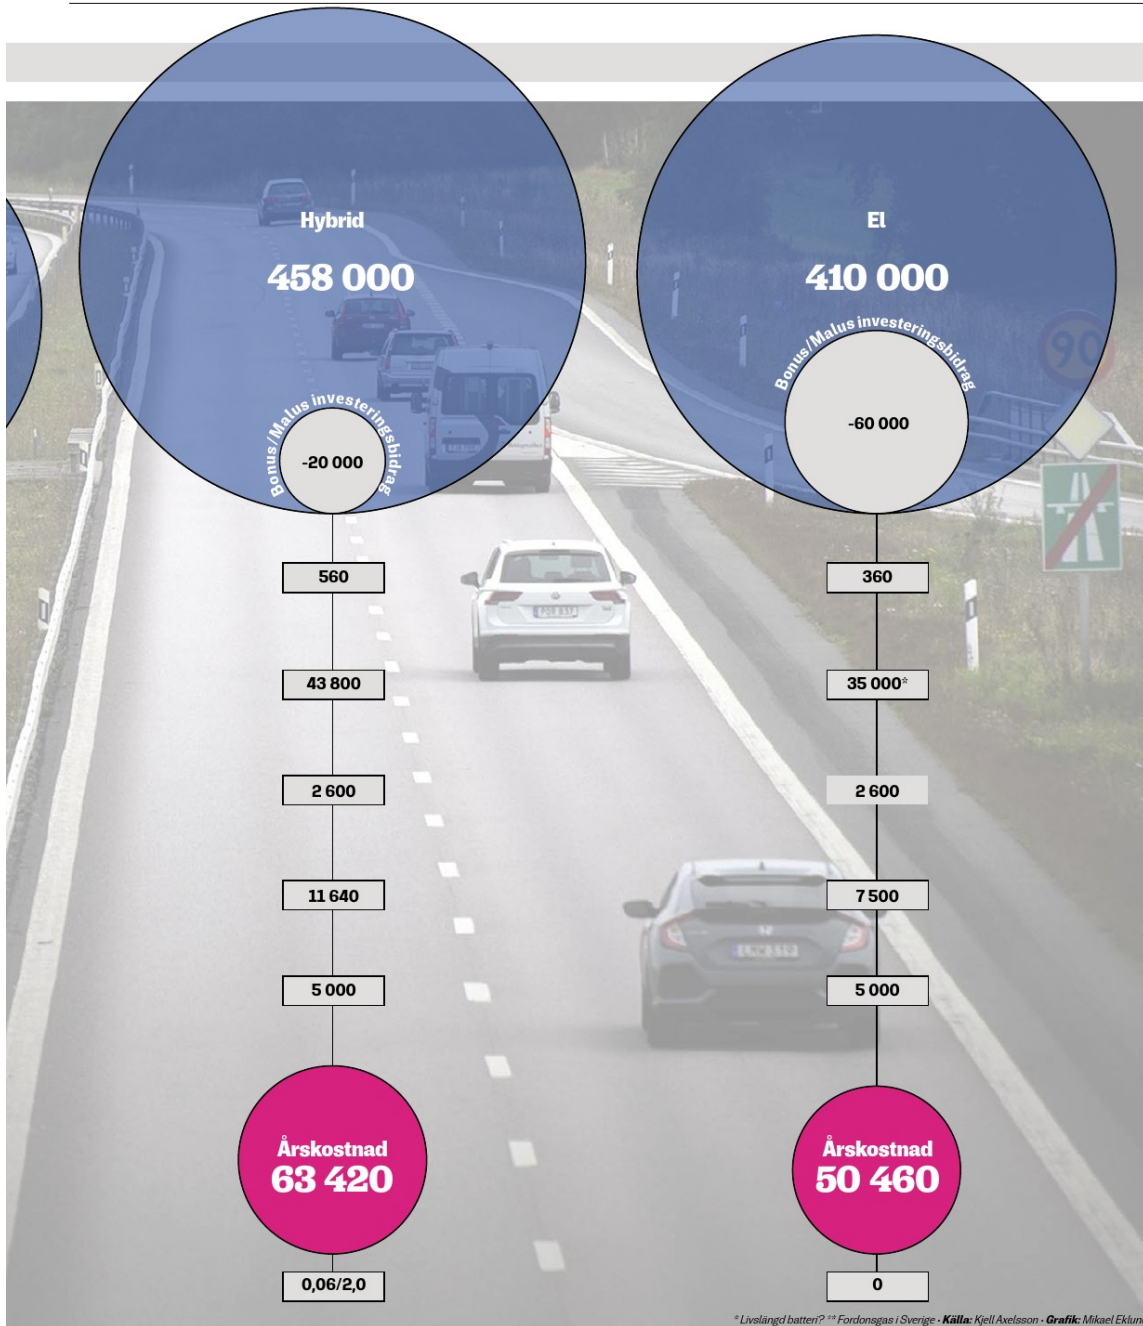 Hybrid
458 000
Bonus/Malus investeringsbidrag
-20 000
560
43 800
2 600
11 640
5 000
Årskostnad
63 420
0,06/2,0
El
410 000
Bonus/Malus investeringsbidrag
-60 000
360
35 000*
2 600
7 500
5 000
Årskostnad
50 460
0
90
* Livslängd batteri? ** Fordonsgas i Sverige · Källa: Kjell Axelsson · Grafik: Mikael Eklun